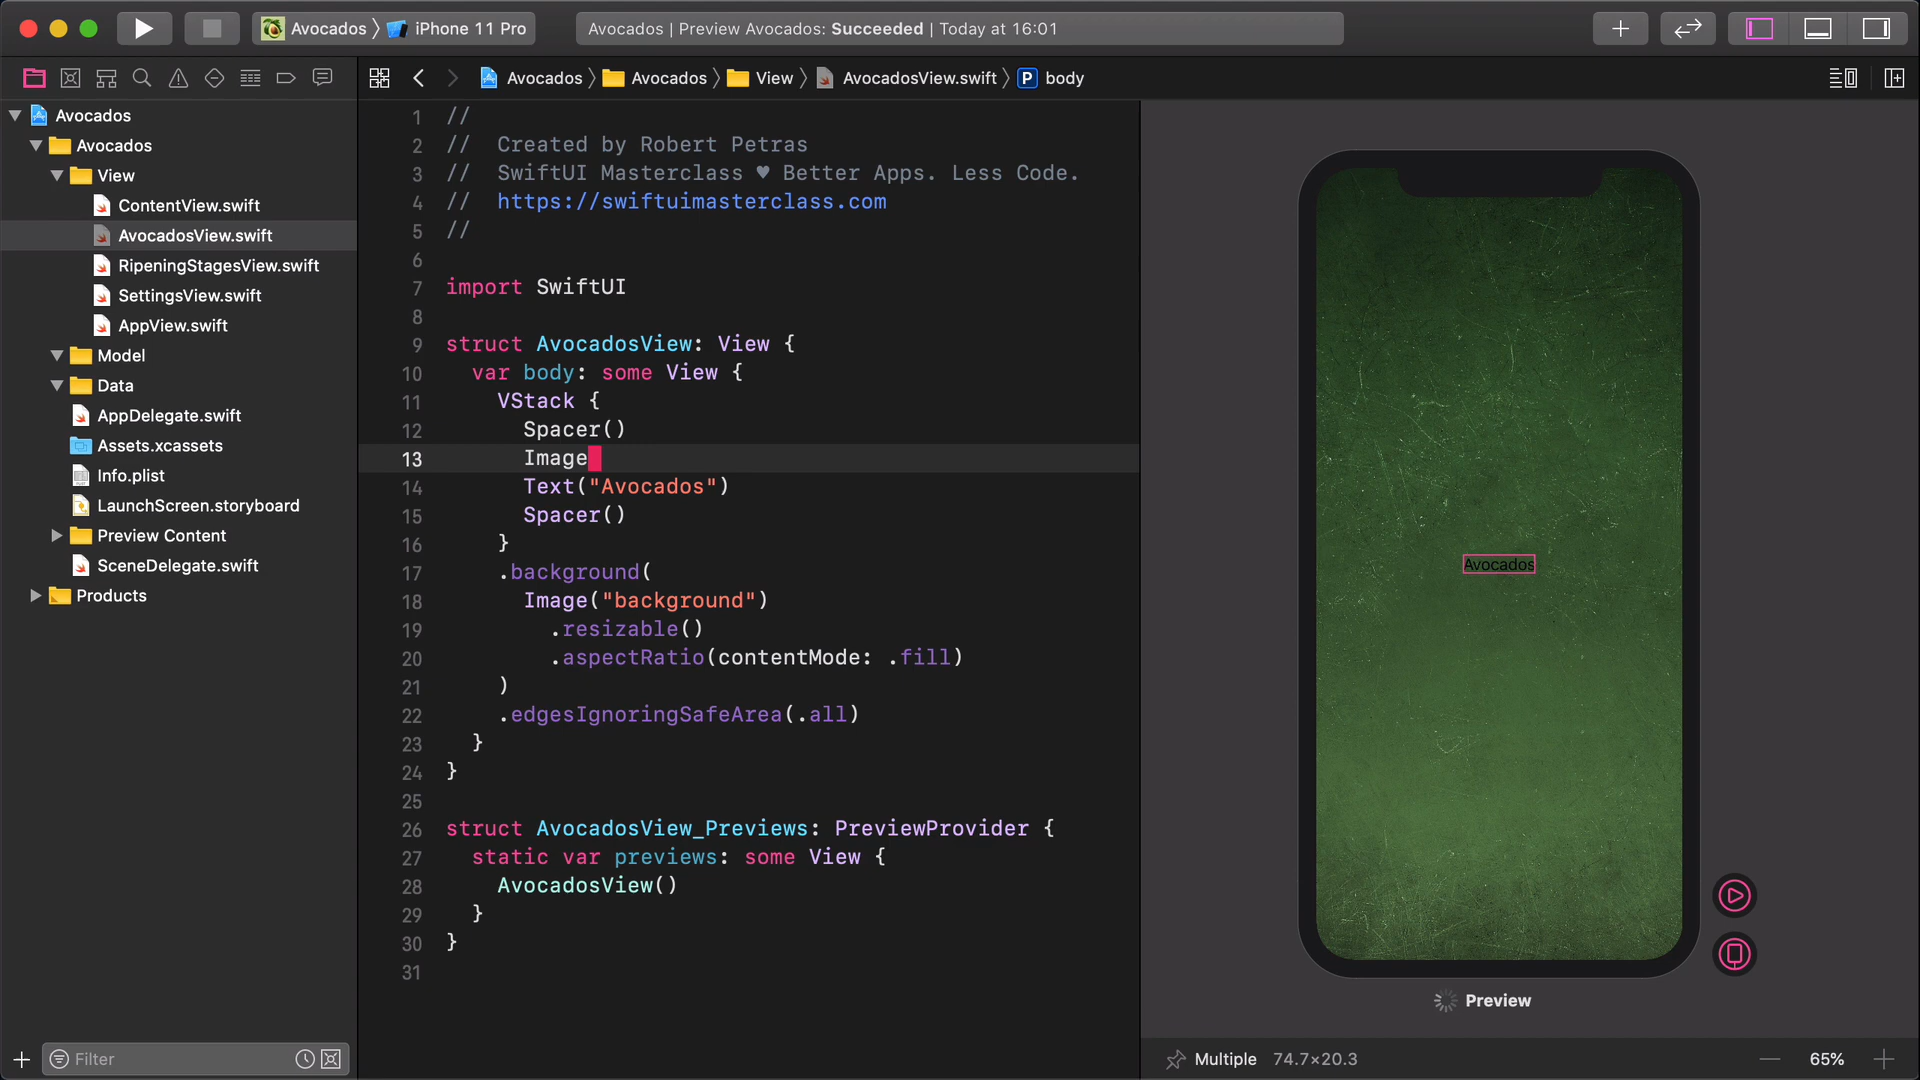 Avocados 〉 iPhone 11 Pro
Avocados | Preview Avocados: Succeeded | Today at 16:01
Avocados 〉 Avocados 〉 View 〉 AvocadosView.swift 〉 P body
Avocados
Avocados
View
ContentView.swift
AvocadosView.swift
RipeningStagesView.swift
SettingsView.swift
AppView.swift
Model
Data
AppDelegate.swift
Assets.xcassets
Info.plist
LaunchScreen.storyboard
Preview Content
SceneDelegate.swift
Products
Filter
1 //
2 //  Created by Robert Petras
3 //  SwiftUI Masterclass ♥ Better Apps. Less Code.
4 //  https://swiftuimasterclass.com
5 //
6
7 import SwiftUI
8
9 struct AvocadosView: View {
10   var body: some View {
11     VStack {
12       Spacer()
13       Image
14       Text("Avocados")
15       Spacer()
16     }
17     .background(
18       Image("background")
19         .resizable()
20         .aspectRatio(contentMode: .fill)
21     )
22     .edgesIgnoringSafeArea(.all)
23   }
24 }
25
26 struct AvocadosView_Previews: PreviewProvider {
27   static var previews: some View {
28     AvocadosView()
29   }
30 }
31
Avocados
Preview
Multiple 74.7×20.3
65%